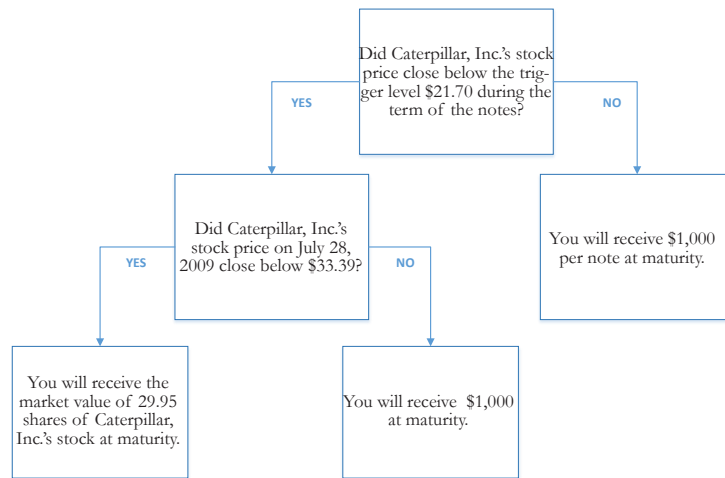 Did Caterpillar, Inc.'s stock
price close below the trig-
ger level $21.70 during the
term of the notes?
YES
NO
Did Caterpillar, Inc.'s
stock price on July 28,
2009 close below $33.39?
You will receive $1,000
per note at maturity.
YES
NO
You will receive the
market value of 29.95
shares of Caterpillar,
Inc.'s stock at maturity.
You will receive $1,000
at maturity.